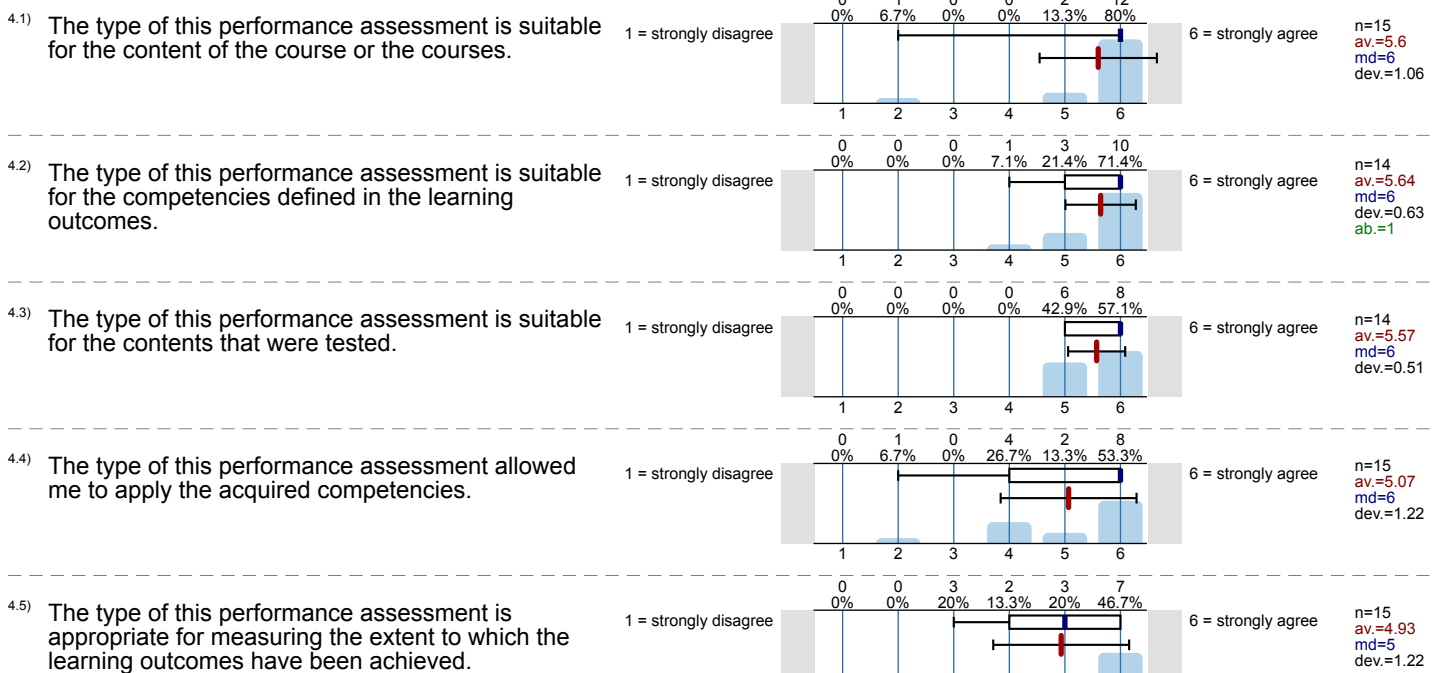 0 1 0 0 2 12
0% 6.7% 0% 0% 13.3% 80%
4.1) The type of this performance assessment is suitable
for the content of the course or the courses.
1 = strongly disagree
6 = strongly agree
n=15
av.=5.6
md=6
dev.=1.06
1 2 3 4 5 6
0 0 0 1 3 10
0% 0% 0% 7.1% 21.4% 71.4%
4.2) The type of this performance assessment is suitable
for the competencies defined in the learning
outcomes.
1 = strongly disagree
6 = strongly agree
n=14
av.=5.64
md=6
dev.=0.63
ab.=1
1 2 3 4 5 6
0 0 0 0 6 8
0% 0% 0% 0% 42.9% 57.1%
4.3) The type of this performance assessment is suitable
for the contents that were tested.
1 = strongly disagree
6 = strongly agree
n=14
av.=5.57
md=6
dev.=0.51
1 2 3 4 5 6
0 1 0 4 2 8
0% 6.7% 0% 26.7% 13.3% 53.3%
4.4) The type of this performance assessment allowed
me to apply the acquired competencies.
1 = strongly disagree
6 = strongly agree
n=15
av.=5.07
md=6
dev.=1.22
1 2 3 4 5 6
0 0 3 2 3 7
0% 0% 20% 13.3% 20% 46.7%
4.5) The type of this performance assessment is
appropriate for measuring the extent to which the
learning outcomes have been achieved.
1 = strongly disagree
6 = strongly agree
n=15
av.=4.93
md=5
dev.=1.22